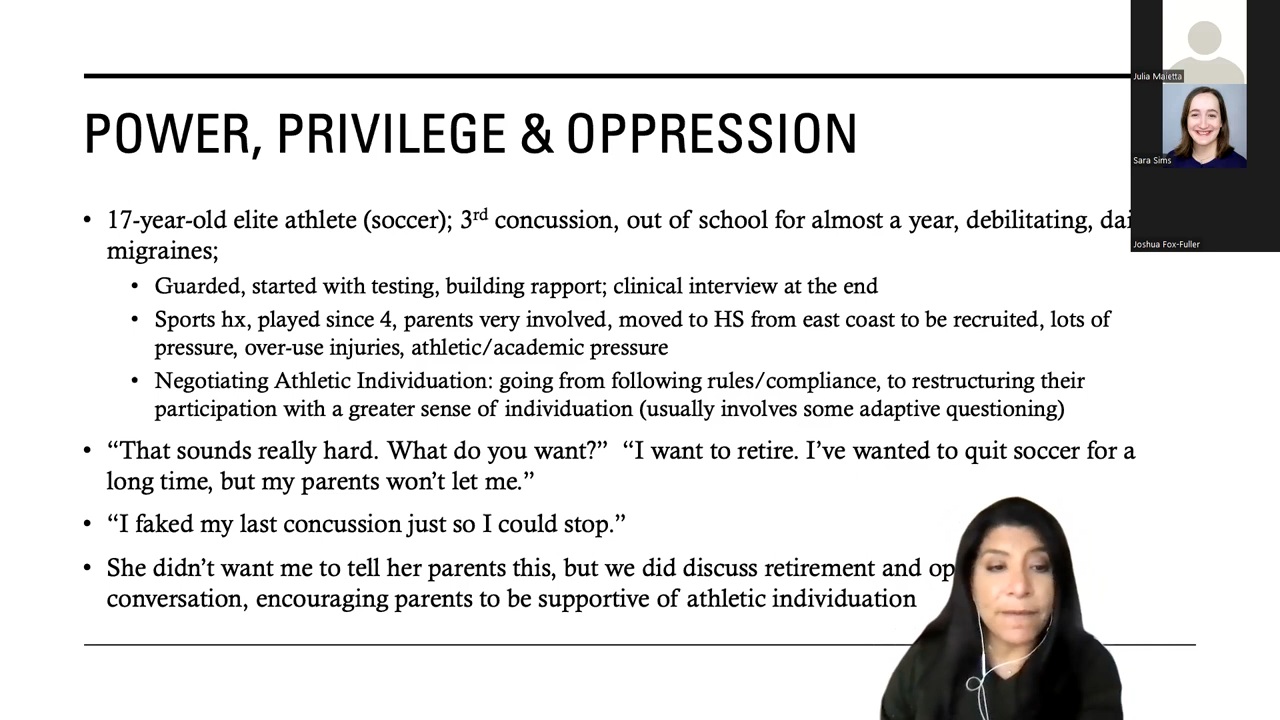 POWER, PRIVILEGE & OPPRESSION
• 17-year-old elite athlete (soccer); 3rd concussion, out of school for almost a year, debilitating,
migraines;
• Guarded, started with testing, building rapport; clinical interview at the end
• Sports hx, played since 4, parents very involved, moved to HS from east coast to be recruited, lots of
pressure, over-use injuries, athletic/academic pressure
• Negotiating Athletic Individuation: going from following rules/compliance, to restructuring their
participation with a greater sense of individuation (usually involves some adaptive questioning)
• “That sounds really hard. What do you want?” “I want to retire. I’ve wanted to quit soccer for a
long time, but my parents won’t let me.”
• “I faked my last concussion just so I could stop.”
• She didn’t want me to tell her parents this, but we did discuss retirement and
conversation, encouraging parents to be supportive of athletic individuation
Julia Maietta
Sara Sims
Joshua Fox-Fuller